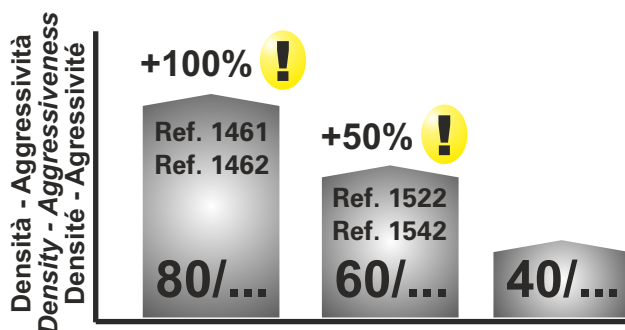 Densità - Aggressività
Density - Aggressiveness
Densité - Agressivité
+100% !
Ref. 1461
Ref. 1462
80/...
+50% !
Ref. 1522
Ref. 1542
60/...
40/...